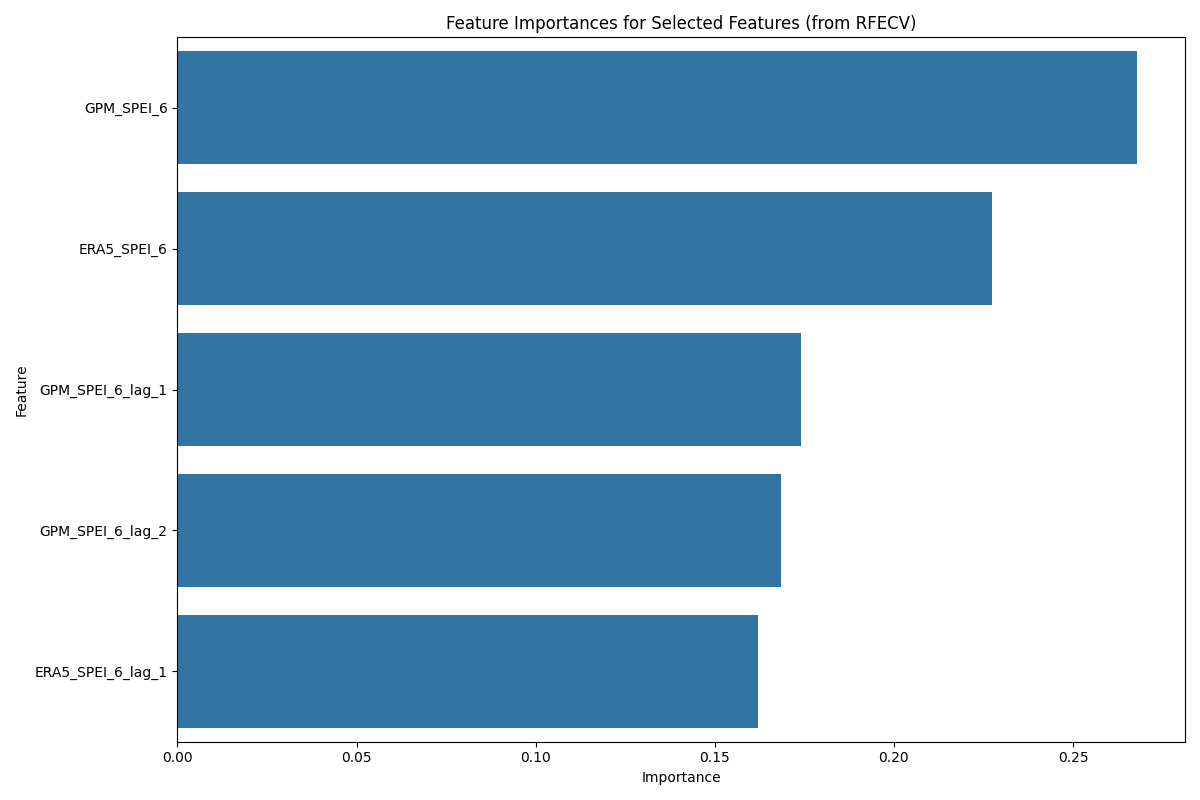 Feature Importances for Selected Features (from RFECV)
GPM_SPEI_6
ERA5_SPEI_6
GPM_SPEI_6_lag_1
GPM_SPEI_6_lag_2
ERA5_SPEI_6_lag_1
Feature
0.00 0.05 0.10 0.15 0.20 0.25
Importance